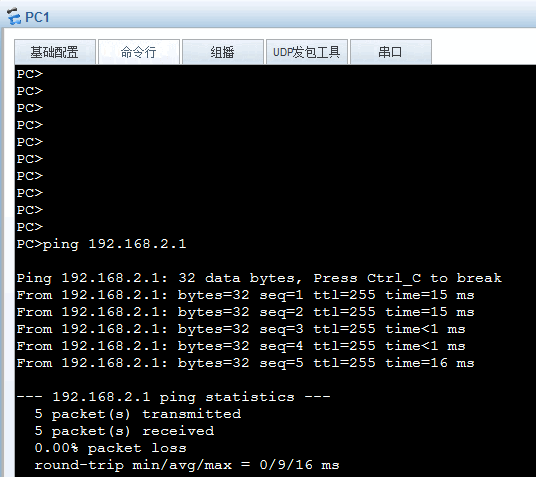 PC1
基础配置 命令行 组播 UDP发包工具 串口
PC>
PC>
PC>
PC>
PC>
PC>
PC>
PC>
PC>
PC>
PC>ping 192.168.2.1
Ping 192.168.2.1: 32 data bytes, Press Ctrl_C to break
From 192.168.2.1: bytes=32 seq=1 ttl=255 time=15 ms
From 192.168.2.1: bytes=32 seq=2 ttl=255 time=15 ms
From 192.168.2.1: bytes=32 seq=3 ttl=255 time<1 ms
From 192.168.2.1: bytes=32 seq=4 ttl=255 time<1 ms
From 192.168.2.1: bytes=32 seq=5 ttl=255 time=16 ms
--- 192.168.2.1 ping statistics ---
5 packet(s) transmitted
5 packet(s) received
0.00% packet loss
round-trip min/avg/max = 0/9/16 ms